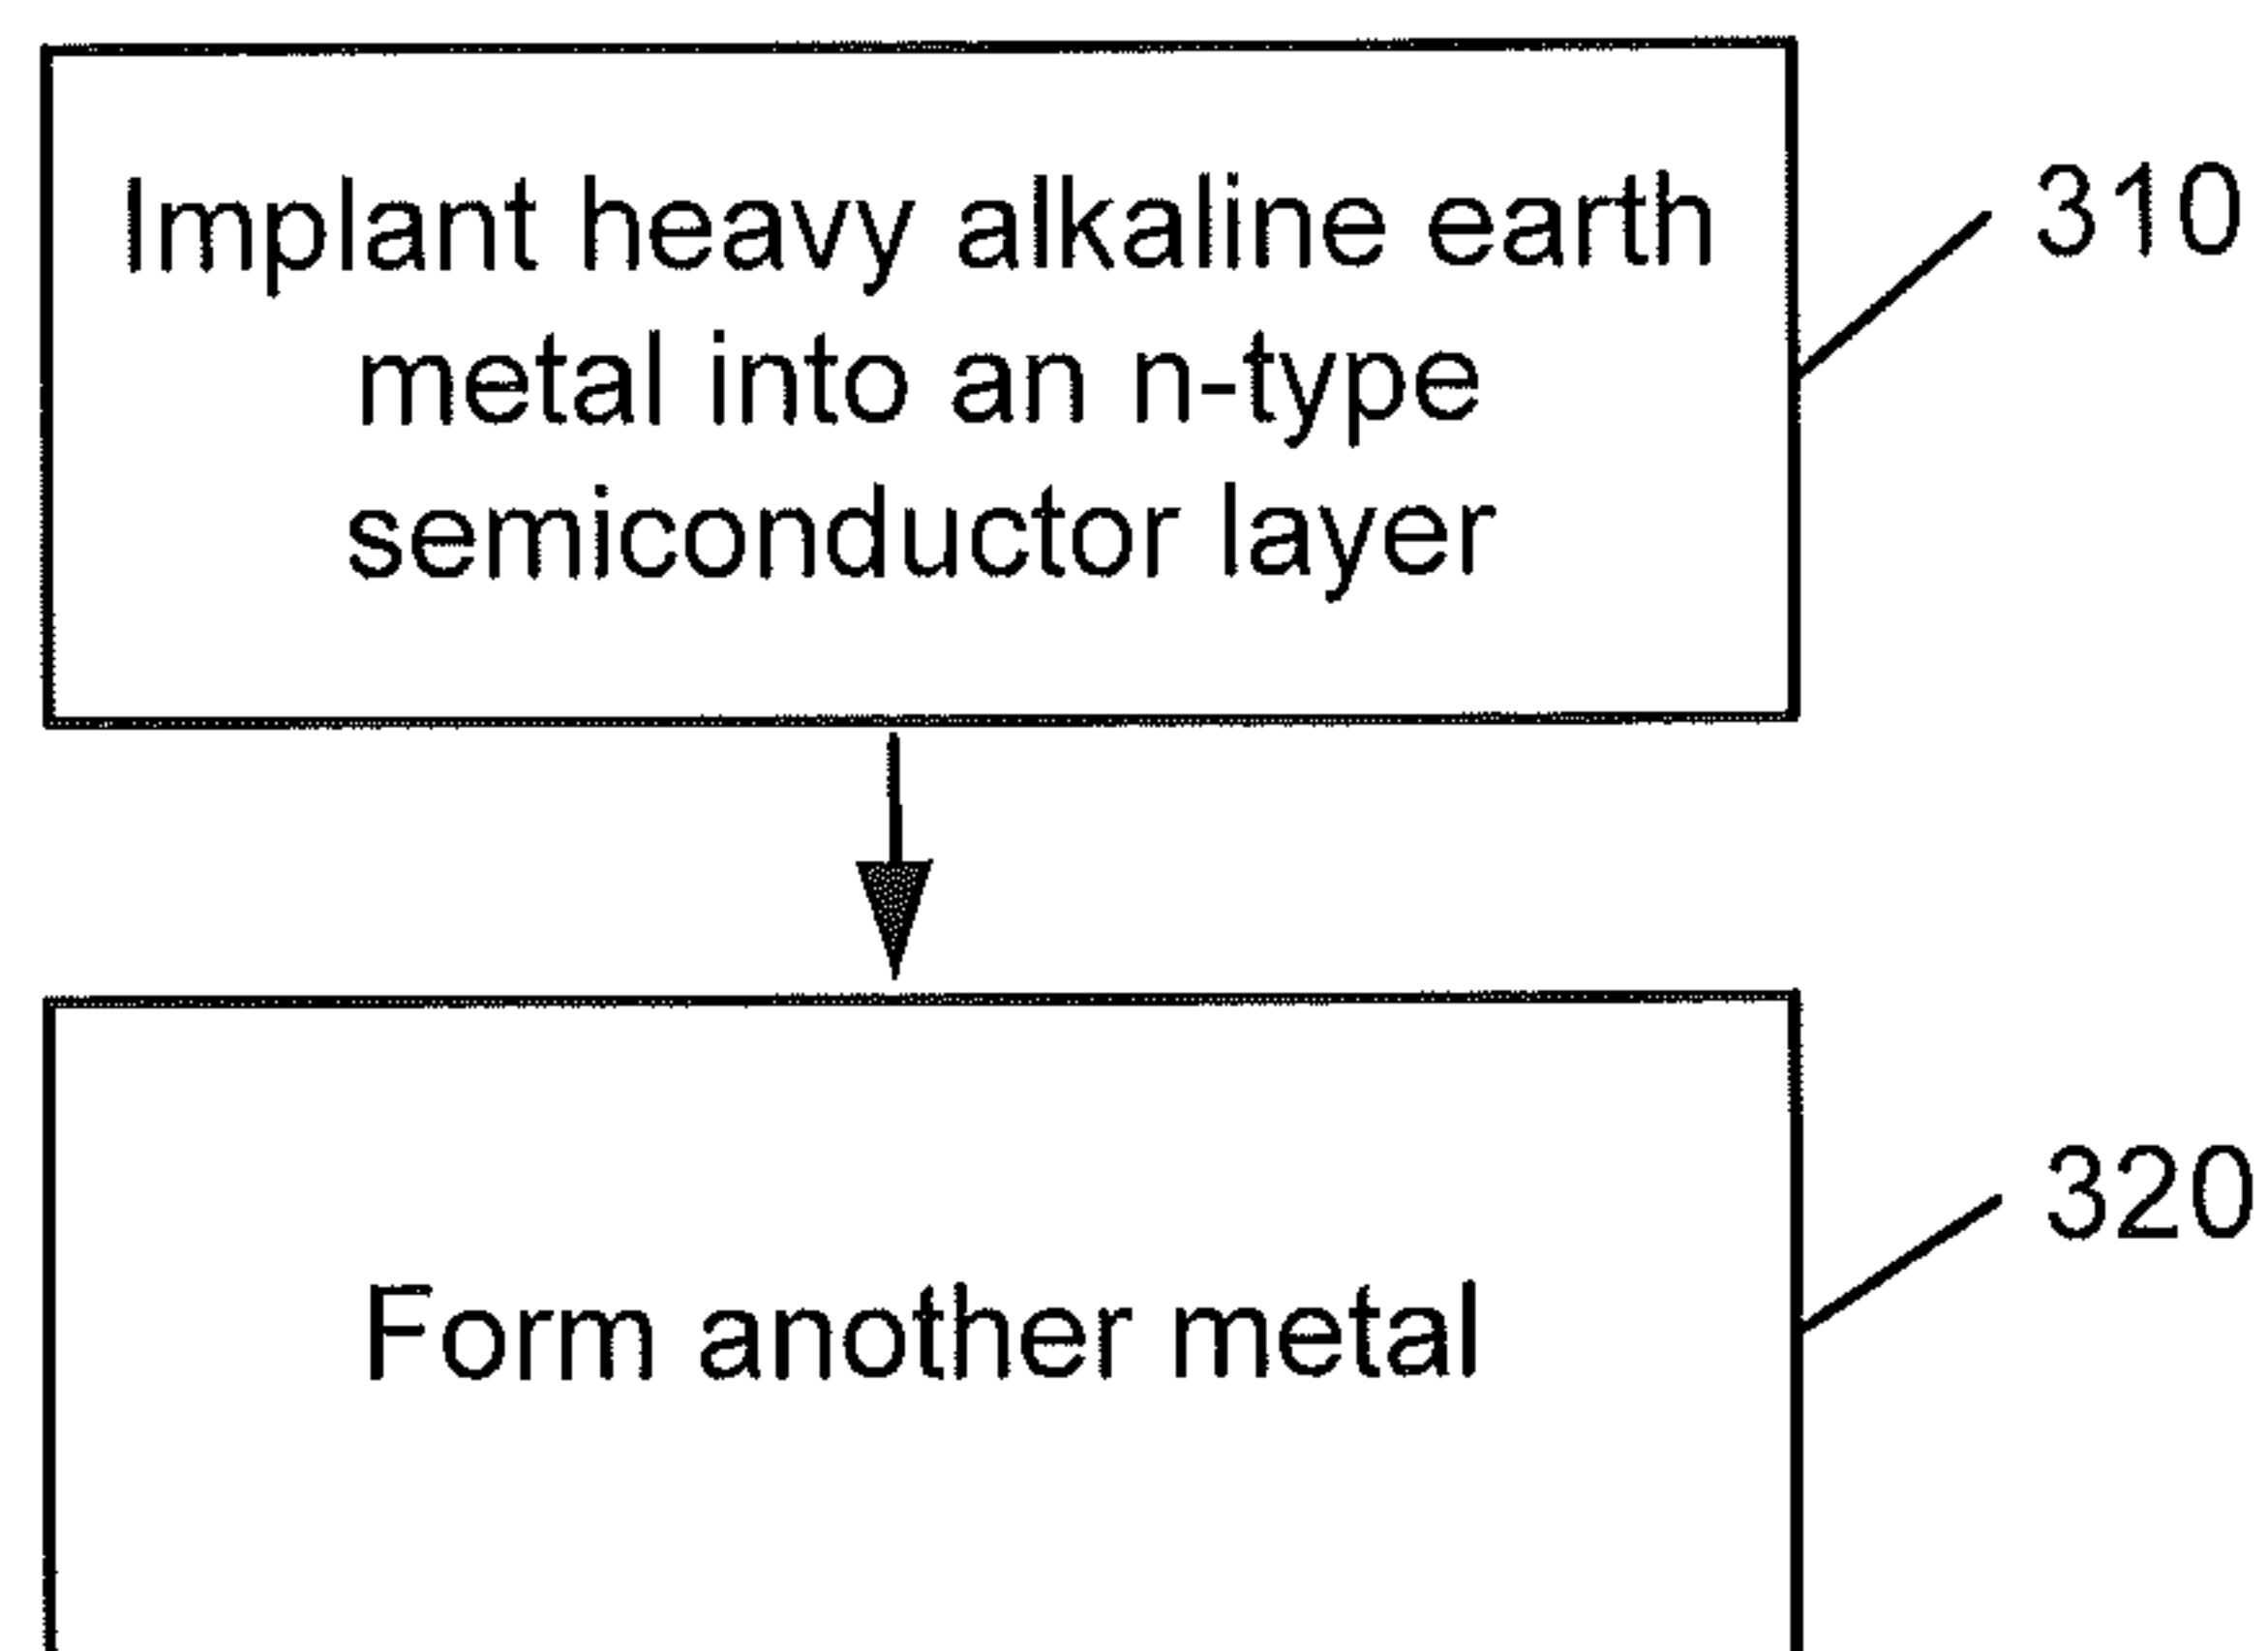 Implant heavy alkaline earth
metal into an n-type
semiconductor layer
310
Form another metal
320